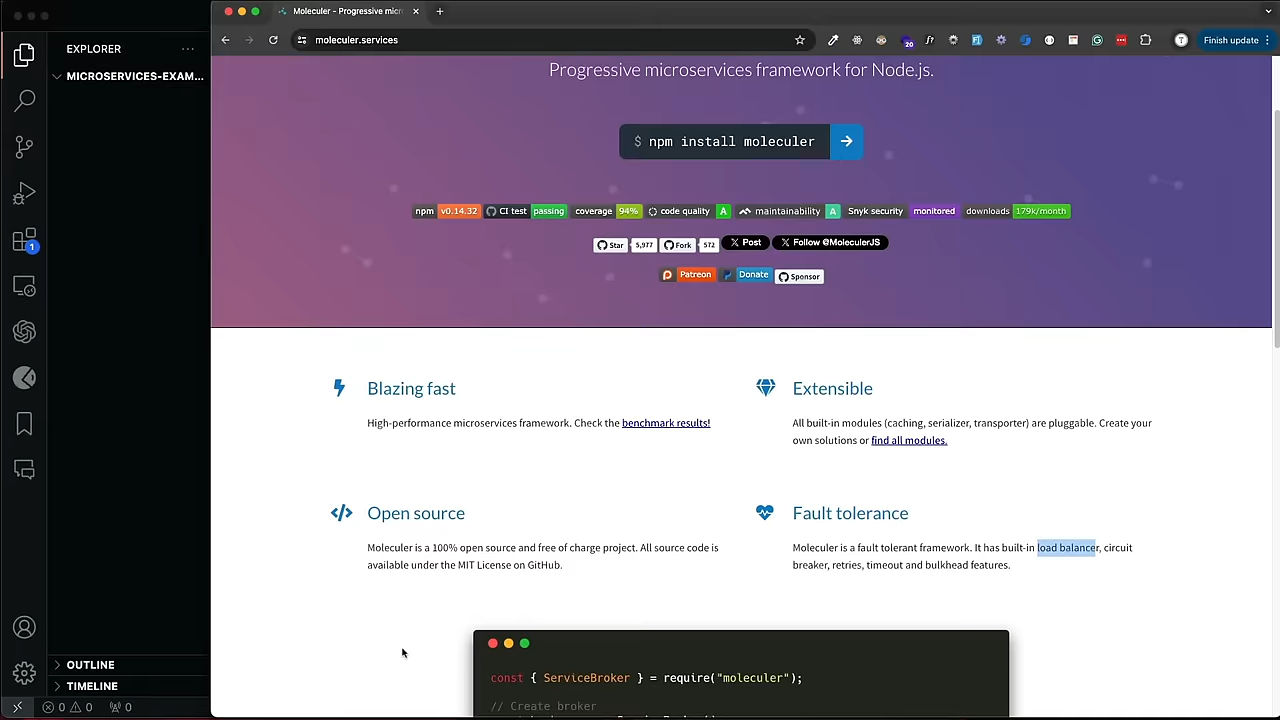 EXPLORER
MICROSERVICES-EXAM...
1
OUTLINE
TIMELINE
0 0 0
Moleculer - Progressive micr
moleculer.services
20
T
Finish update
Progressive microservices framework for Node.js.
$ npm install moleculer
npm v0.14.32 CI test passing coverage 94% code quality A maintainability A Snyk security monitored downloads 179k/month
Star 5,977 Fork 572 X Post X Follow @MoleculerJS
Patreon Donate Sponsor
Blazing fast
High-performance microservices framework. Check the benchmark results!
Extensible
All built-in modules (caching, serializer, transporter) are pluggable. Create your
own solutions or find all modules.
Open source
Moleculer is a 100% open source and free of charge project. All source code is
available under the MIT License on GitHub.
Fault tolerance
Moleculer is a fault tolerant framework. It has built-in load balancer, circuit
breaker, retries, timeout and bulkhead features.
const { ServiceBroker } = require("moleculer");
// Create broker